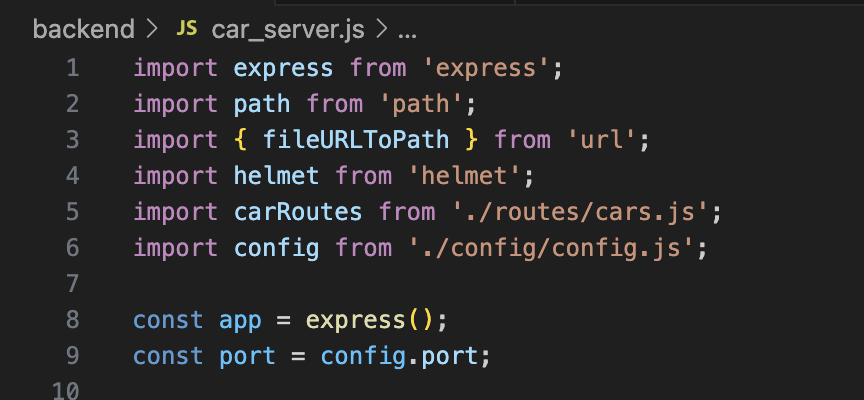 backend > JS car_server.js > ...
1 import express from 'express';
2 import path from 'path';
3 import { fileURLToPath } from 'url';
4 import helmet from 'helmet';
5 import carRoutes from './routes/cars.js';
6 import config from './config/config.js';
7
8 const app = express();
9 const port = config.port;
10